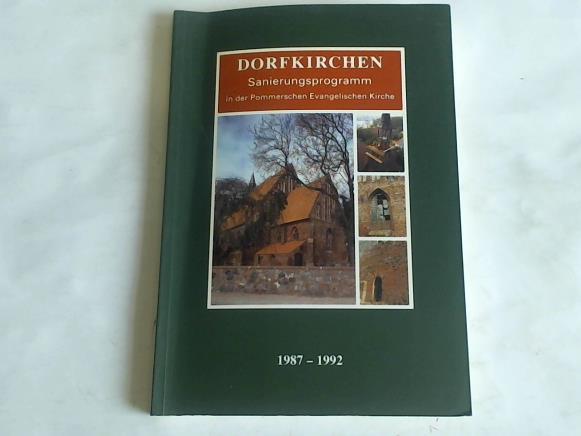 DORFKIRCHEN
Sanierungsprogramm
in der Pommerschen Evangelischen Kirche
1987 – 1992